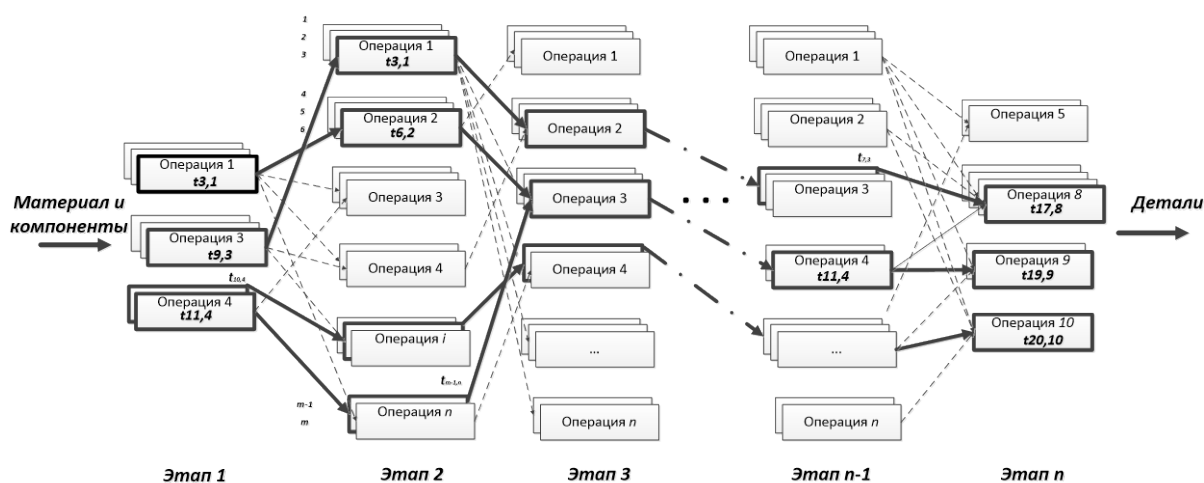 Материал и
компоненты
Операция 1
t3,1
Операция 3
t9,3
t10,4
Операция 4
t11,4
Этап 1
1
2
3
4
5
6
m-1
m
Операция 1
t3,1
Операция 2
t6,2
Операция 3
Операция 4
Операция i
tm-1,n
Операция n
Этап 2
Операция 1
Операция 2
Операция 3
Операция 4
...
Операция n
Этап 3
...
Операция 1
Операция 2
t7,3
Операция 3
Операция 4
t11,4
...
Операция n
Этап n-1
Операция 5
Операция 8
t17,8
Операция 9
t19,9
Операция 10
t20,10
Этап n
Детали